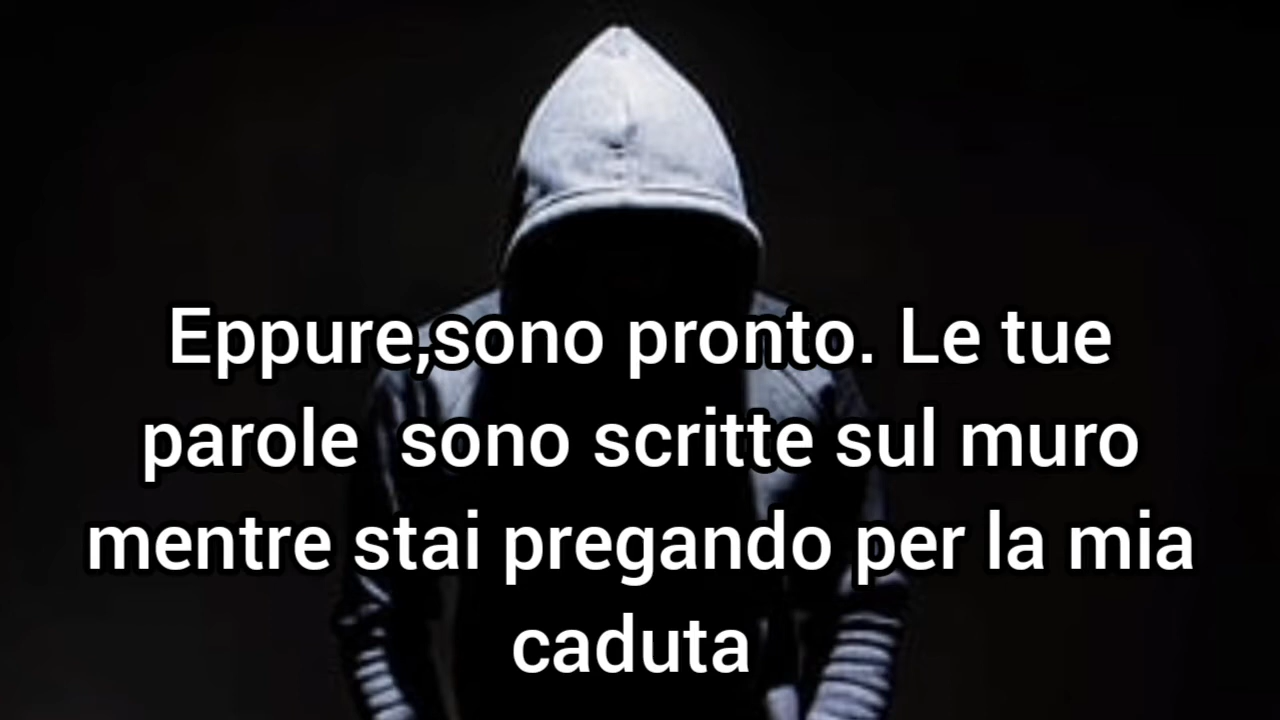 Eppure,sono pronto. Le tue
parole  sono scritte sul muro
mentre stai pregando per la mia
caduta